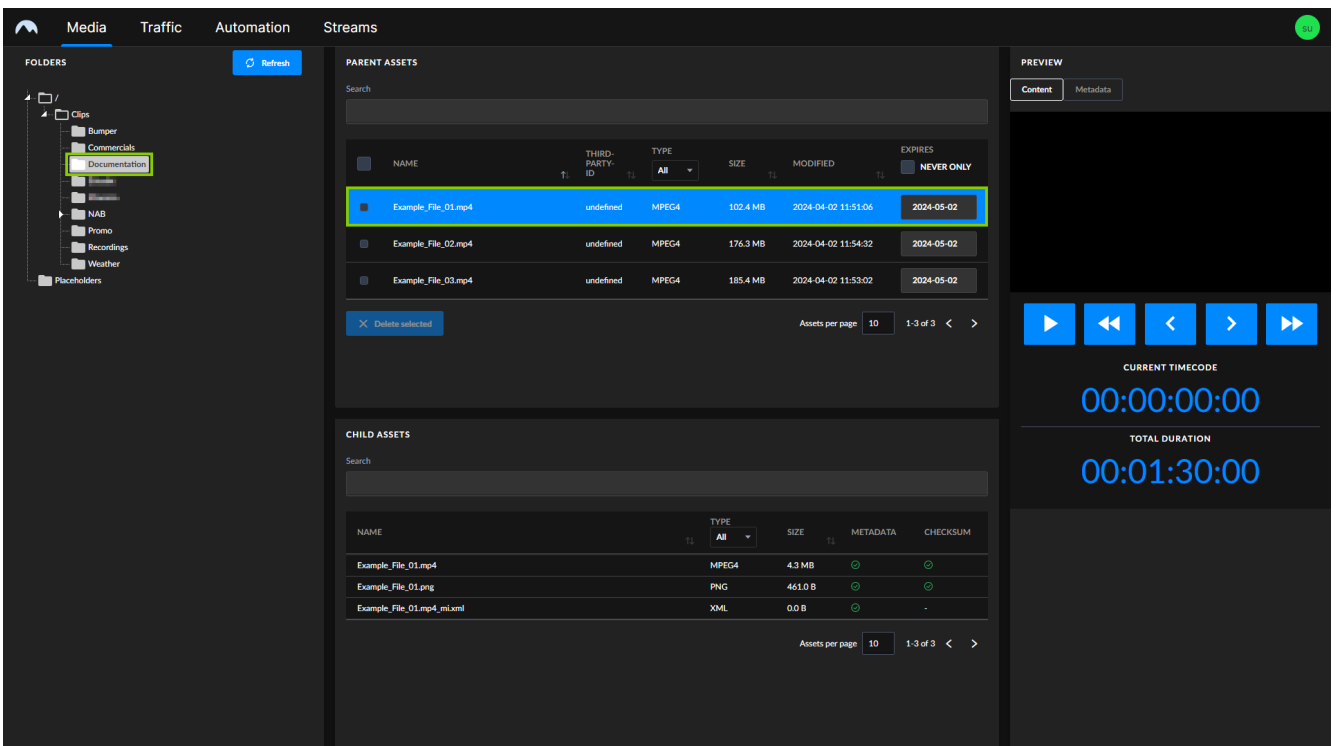 Media Traffic Automation Streams
su
FOLDERS
Refresh
/
Clips
Bumper
Commercials
Documentation
NAB
Promo
Recordings
Weather
Placeholders
PARENT ASSETS
Search
NAME THIRD-PARTY-ID TYPE All SIZE MODIFIED EXPIRES NEVER ONLY
Example_File_01.mp4 undefined MPEG4 102.4 MB 2024-04-02 11:51:06 2024-05-02
Example_File_02.mp4 undefined MPEG4 176.3 MB 2024-04-02 11:54:32 2024-05-02
Example_File_03.mp4 undefined MPEG4 185.4 MB 2024-04-02 11:53:02 2024-05-02
Delete selected Assets per page 10 1-3 of 3
CHILD ASSETS
Search
NAME TYPE All SIZE METADATA CHECKSUM
Example_File_01.mp4 MPEG4 4.3 MB
Example_File_01.png PNG 461.0 B
Example_File_01.mp4_mi.xml XML 0.0 B -
Assets per page 10 1-3 of 3
PREVIEW
Content Metadata
CURRENT TIMECODE
00:00:00:00
TOTAL DURATION
00:01:30:00